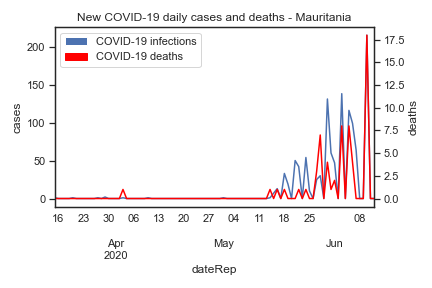 New COVID-19 daily cases and deaths - Mauritania
COVID-19 infections
COVID-19 deaths
cases
200
150
100
50
0
17.5
15.0
12.5
10.0
7.5
5.0
2.5
0.0
deaths
16 23 30 06 13 20 27 04 11 18 25 08
Apr May Jun
2020
dateRep